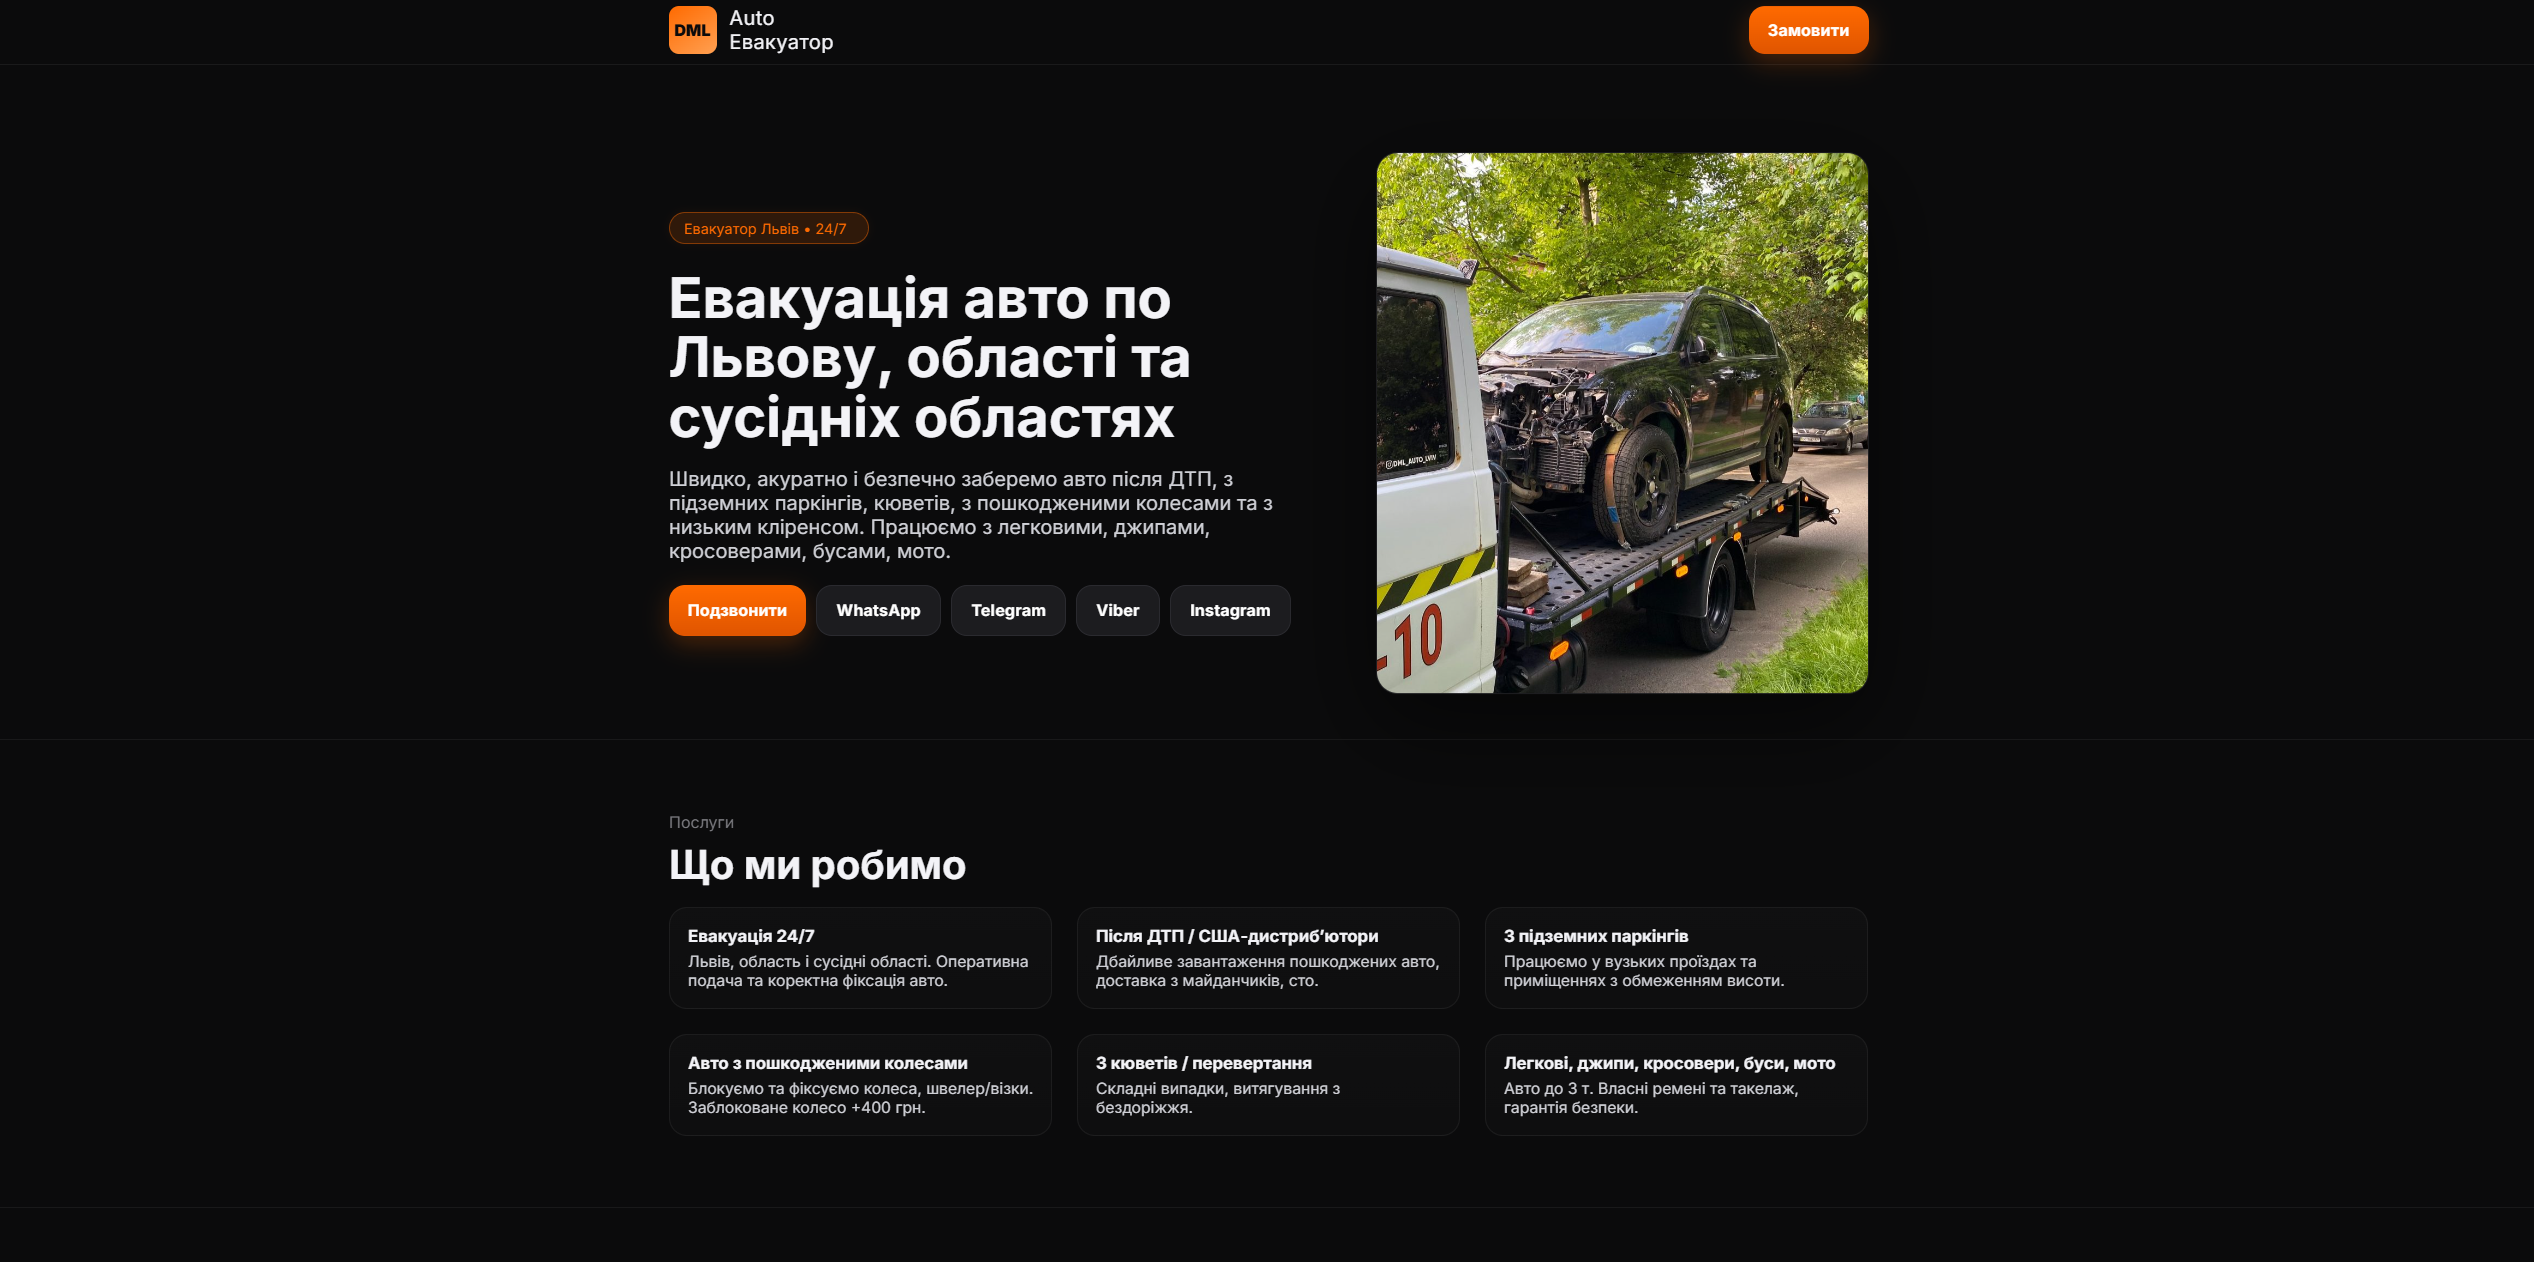 DML
Auto
Евакуатор
Замовити
Евакуатор Львів • 24/7
Евакуація авто по
Львову, області та
сусідніх областях
Швидко, акуратно і безпечно заберемо авто після ДТП, з
підземних паркінгів, кюветів, з пошкодженими колесами та з
низьким кліренсом. Працюємо з легковими, джипами,
кросоверами, бусами, мото.
Подзвонити
WhatsApp
Telegram
Viber
Instagram
@DML_AUTO_LVIV
-10
Послуги
Що ми робимо
Евакуація 24/7
Львів, область і сусідні області. Оперативна
подача та коректна фіксація авто.
Після ДТП / США-дистриб’ютори
Дбайливе завантаження пошкоджених авто,
доставка з майданчиків, сто.
З підземних паркінгів
Працюємо у вузьких проїздах та
приміщеннях з обмеженням висоти.
Авто з пошкодженими колесами
Блокуємо та фіксуємо колеса, швелер/візки.
Заблоковане колесо +400 грн.
З кюветів / перевертання
Складні випадки, витягування з
бездоріжжя.
Легкові, джипи, кросовери, буси, мото
Авто до 3 т. Власні ремені та такелаж,
гарантія безпеки.